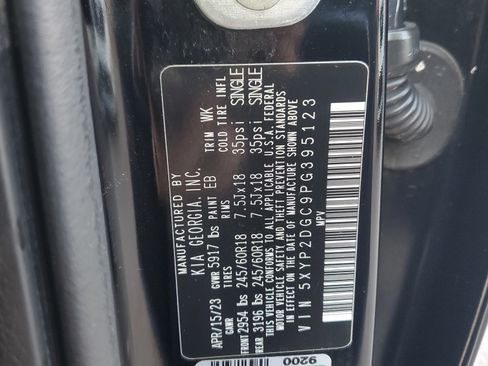 MANUFACTURED BY
KIA GEORGIA, INC.
APR/15/23 GVWR 5917 lbs PAINT EB TRIM WK
GAWR TIRES RIMS COLD TIRE INFL
FRONT 2954 lbs 245/60R18 7.5Jx18 35psi SINGLE
REAR 3196 lbs 245/60R18 7.5Jx18 35psi SINGLE
THIS VEHICLE CONFORMS TO ALL APPLICABLE U.S.A FEDERAL
MOTOR VEHICLE SAFETY AND THEFT PREVENTION STANDARDS
IN EFFECT ON THE DATE OF MANUFACTURE SHOWN ABOVE
VIN 5XYP2DGC9PG395123
MPV
9200